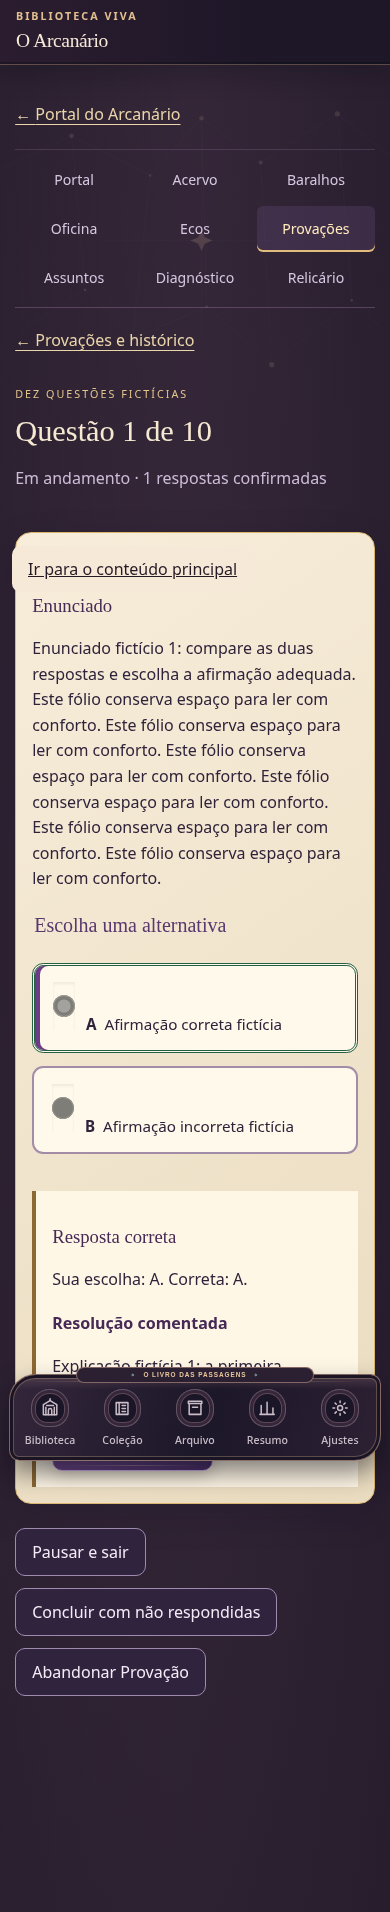 BIBLIOTECA VIVA
O Arcanário
← Portal do Arcanário
Portal
Acervo
Baralhos
Oficina
Ecos
Provações
Assuntos
Diagnóstico
Relicário
← Provações e histórico
DEZ QUESTÕES FICTÍCIAS
Questão 1 de 10
Em andamento · 1 respostas confirmadas
Ir para o conteúdo principal
Enunciado
Enunciado fictício 1: compare as duas
respostas e escolha a afirmação adequada.
Este fólio conserva espaço para ler com
conforto. Este fólio conserva espaço para
ler com conforto. Este fólio conserva
espaço para ler com conforto. Este fólio
conserva espaço para ler com conforto.
Este fólio conserva espaço para ler com
conforto. Este fólio conserva espaço para
ler com conforto.
Escolha uma alternativa
A Afirmação correta fictícia
B Afirmação incorreta fictícia
Resposta correta
Sua escolha: A. Correta: A.
Resolução comentada
Explicação fictícia 1: a primeira
O LIVRO DAS PASSAGENS
Biblioteca
Coleção
Arquivo
Resumo
Ajustes
Pausar e sair
Concluir com não respondidas
Abandonar Provação